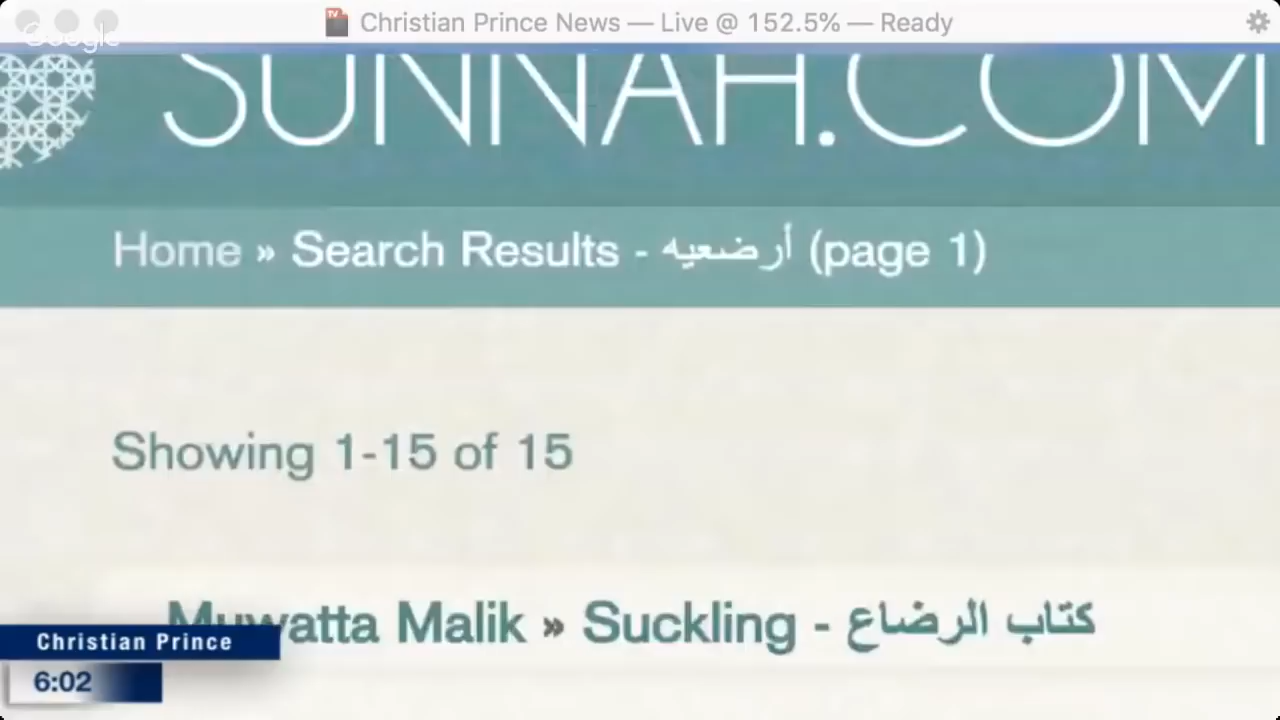 Christian Prince News — Live @ 152.5% — Ready
Google
SUNNAH.COM
Home » Search Results - أرضعيه (page 1)
Showing 1-15 of 15
Muwatta Malik » Suckling - كتاب الرضاع
Christian Prince
6:02